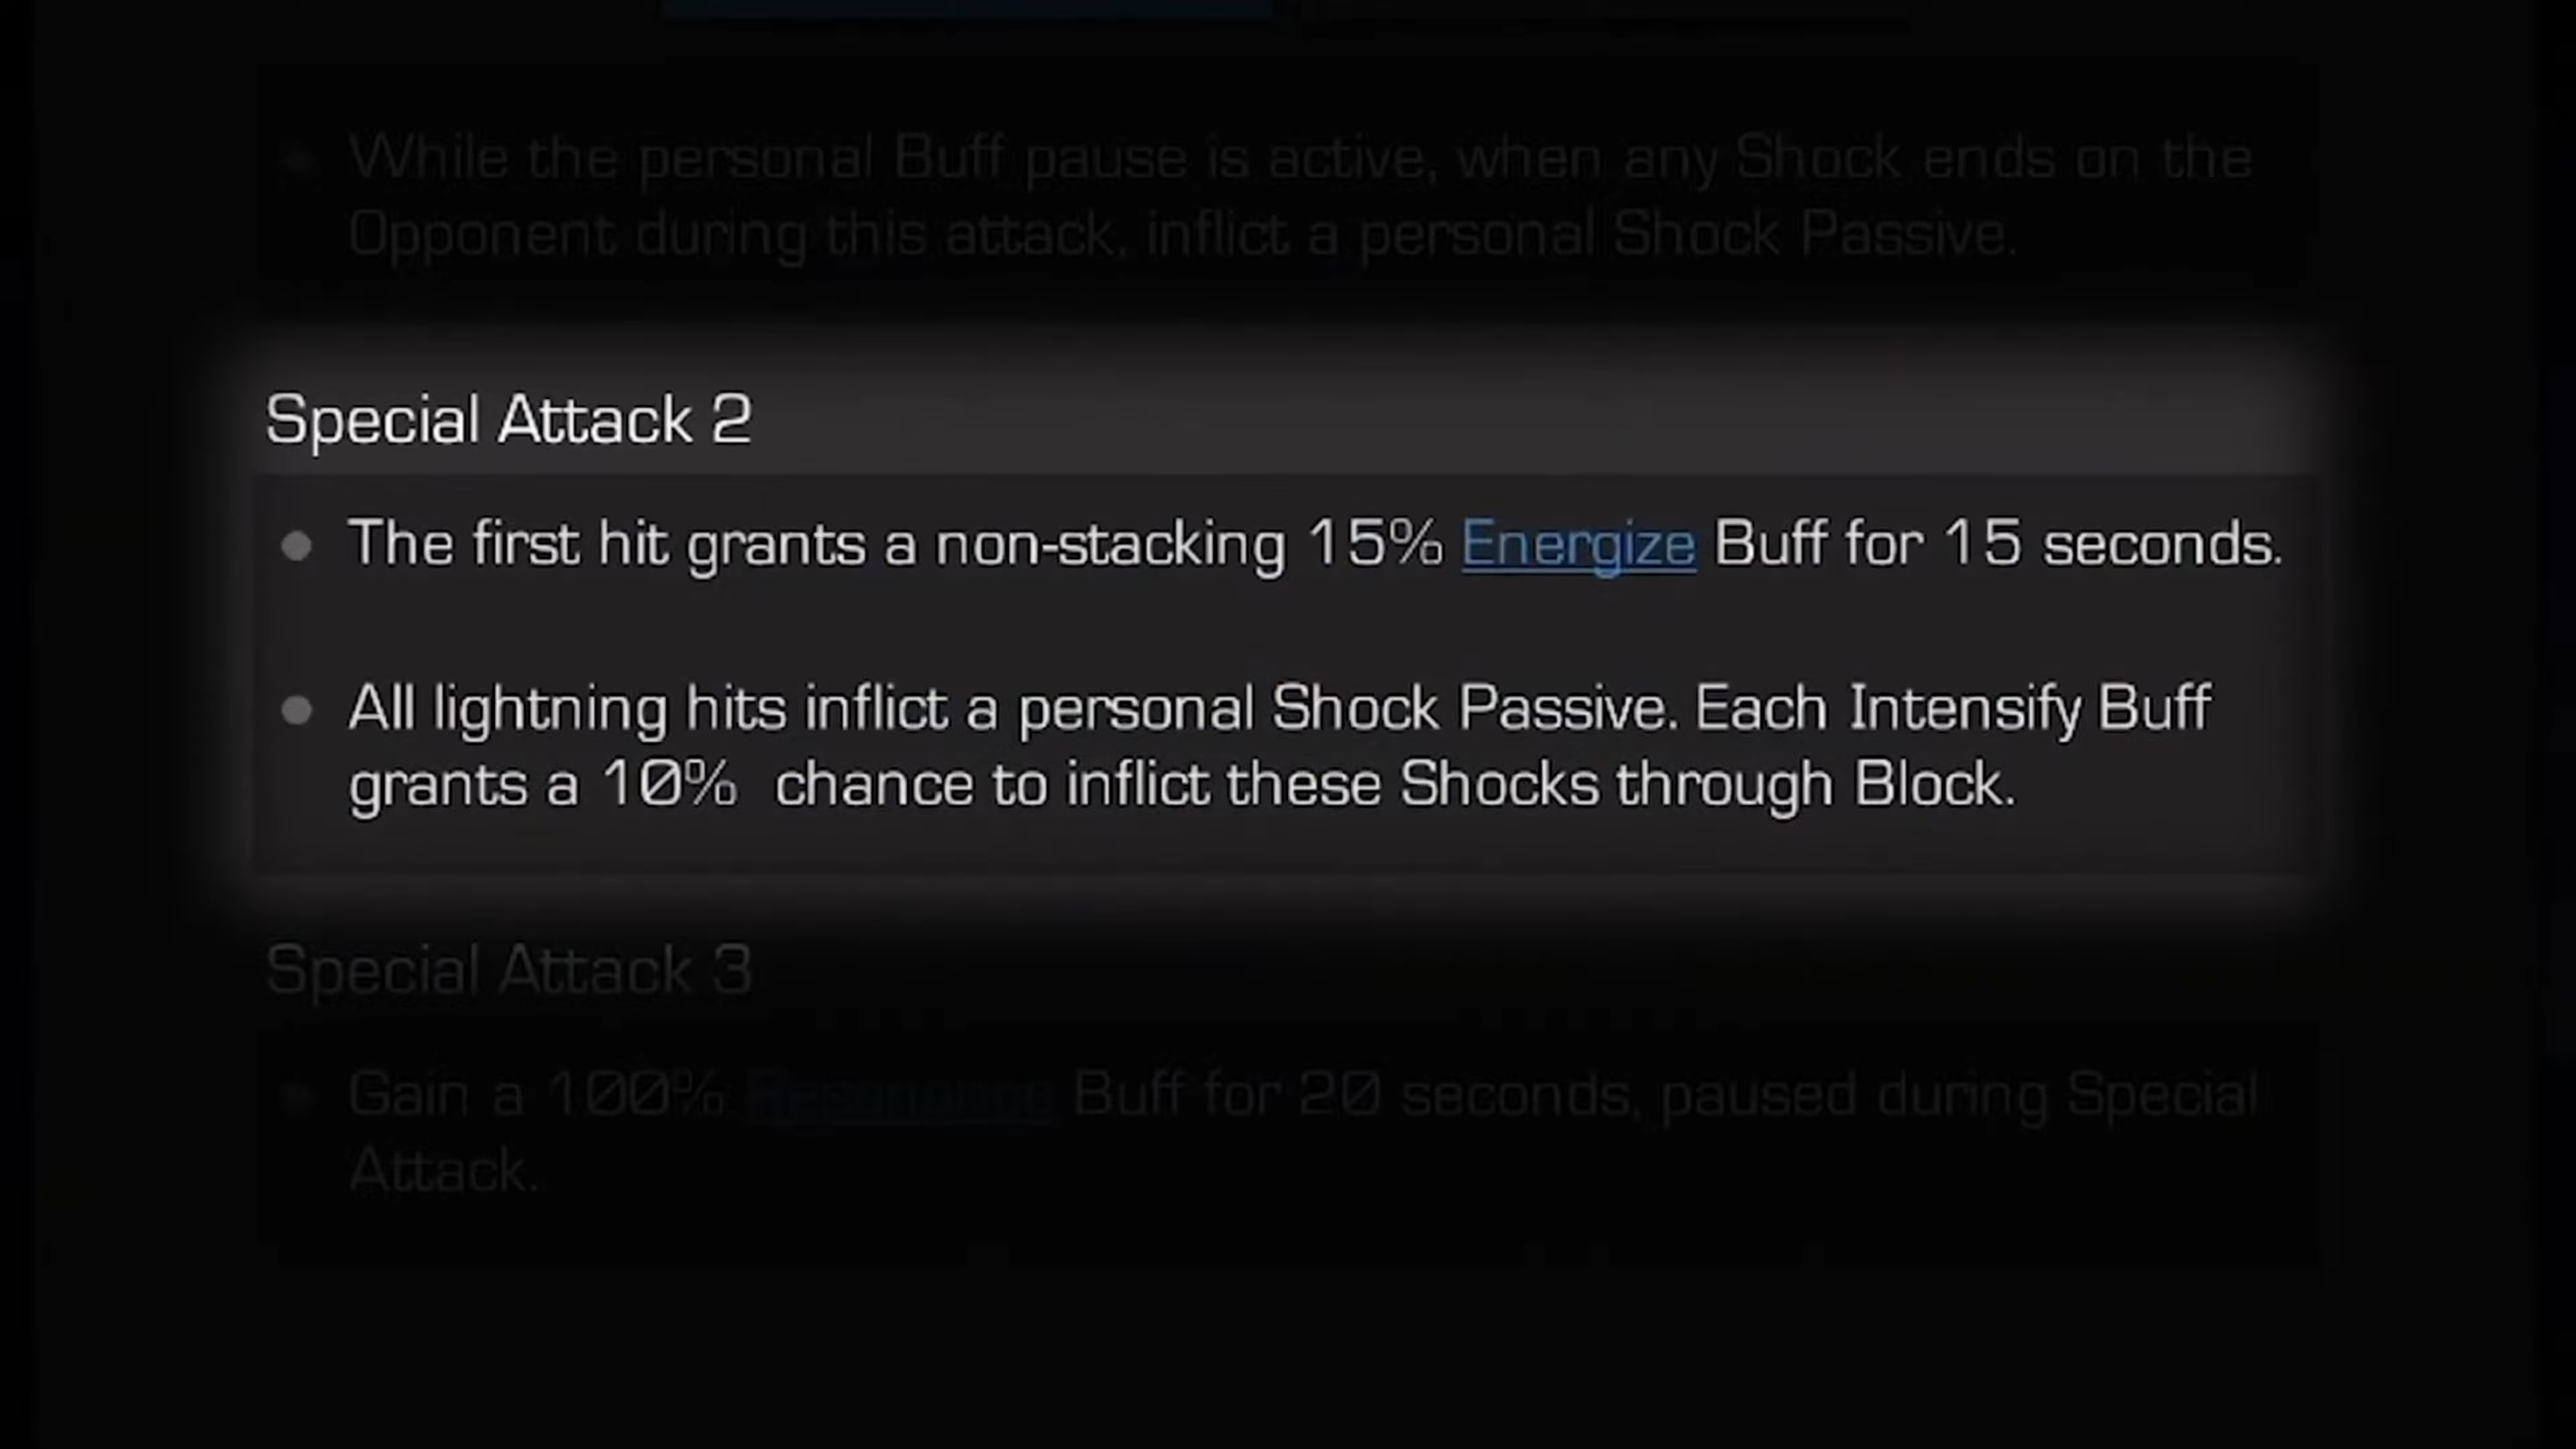 While the personal Buff pause is active, when any Shock ends on the
Opponent during this attack, inflict a personal Shock Passive.
Special Attack 2
The first hit grants a non-stacking 15% Energize Buff for 15 seconds.
All lightning hits inflict a personal Shock Passive. Each Intensify Buff
grants a 10% chance to inflict these Shocks through Block.
Special Attack 3
Gain a 100% Resonance Buff for 20 seconds, paused during Special
Attack.